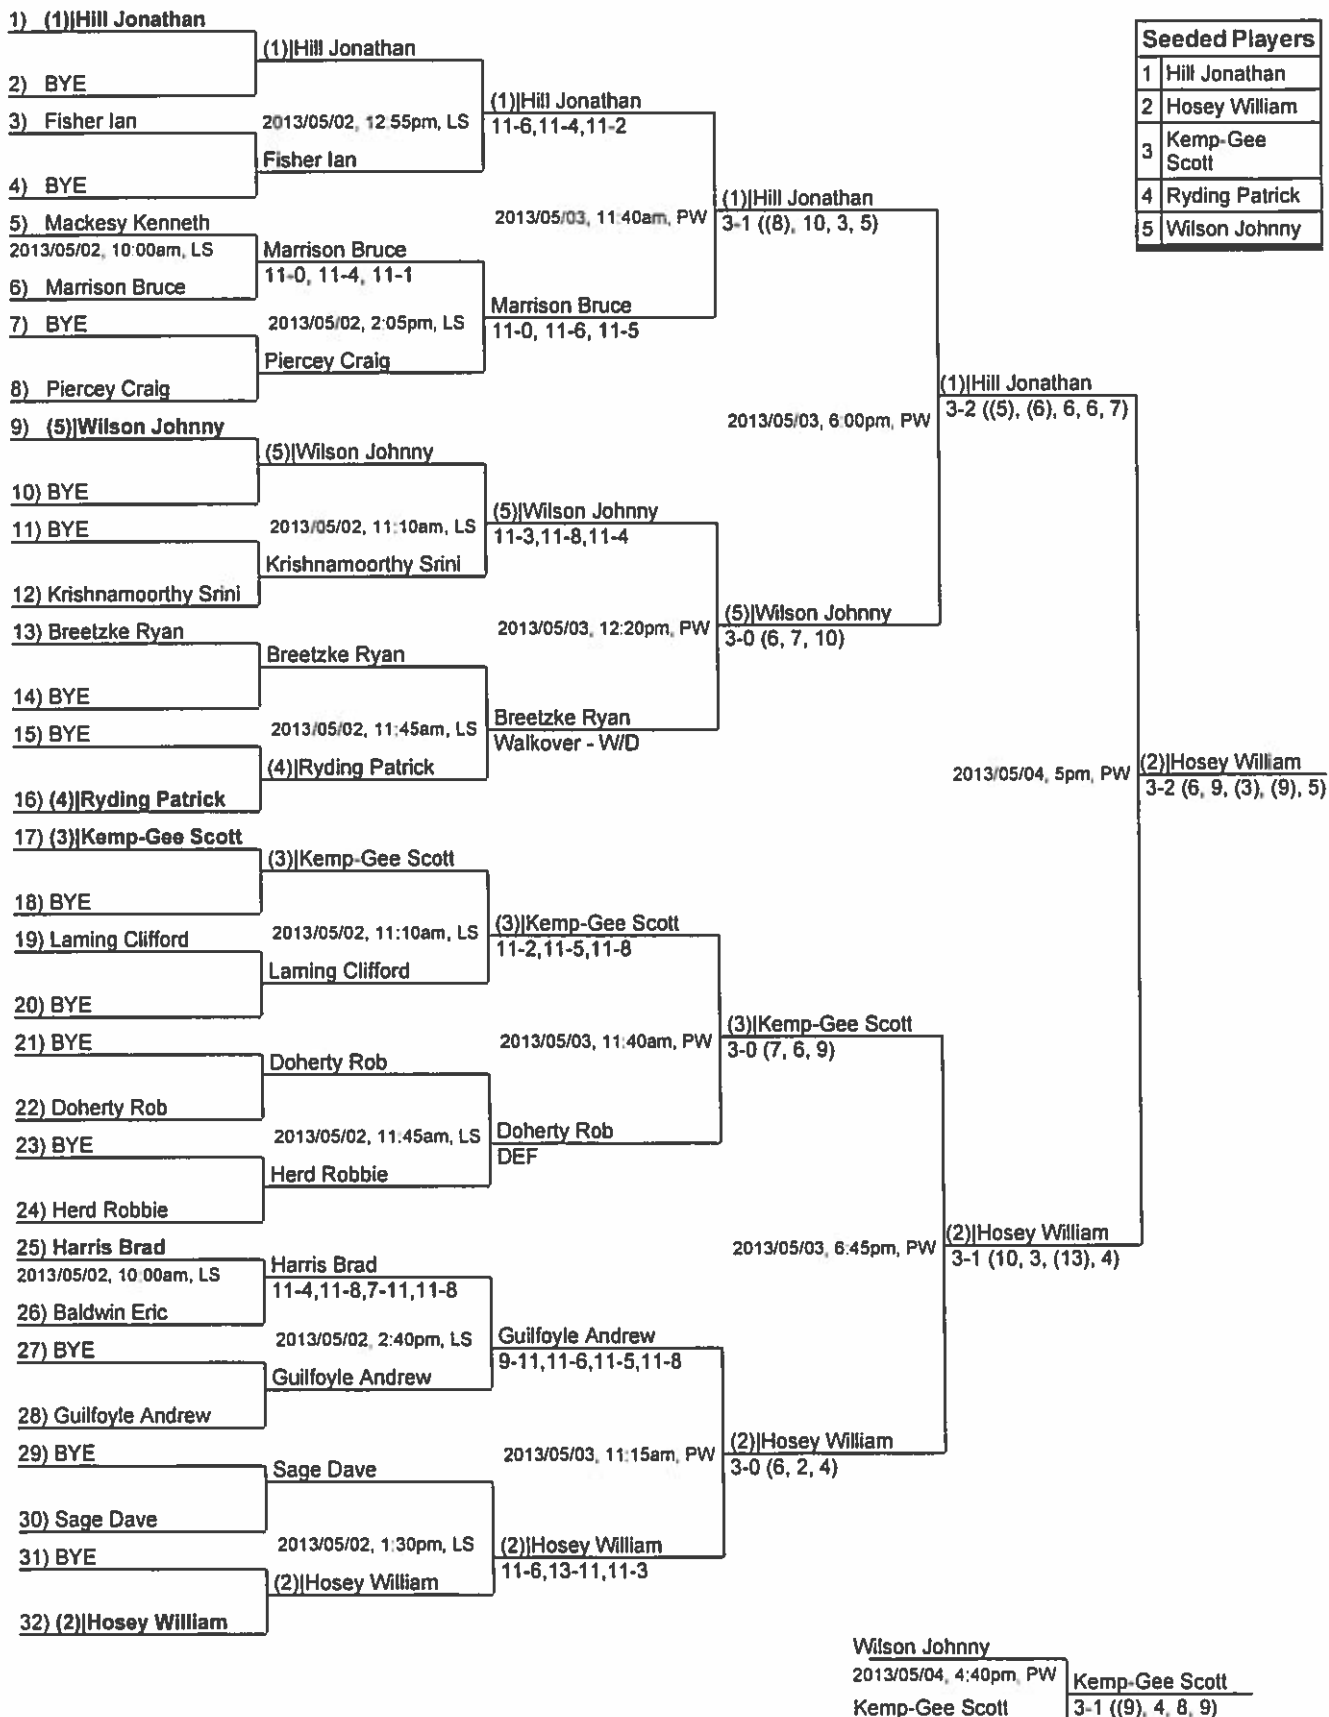 1) (1)|Hill Jonathan
2) BYE
3) Fisher Ian
4) BYE
5) Mackesy Kenneth
2013/05/02, 10:00am, LS
6) Marrison Bruce
7) BYE
8) Piercey Craig
9) (5)|Wilson Johnny
10) BYE
11) BYE
12) Krishnamoorthy Srini
13) Breetzke Ryan
14) BYE
15) BYE
16) (4)|Ryding Patrick
17) (3)|Kemp-Gee Scott
18) BYE
19) Laming Clifford
20) BYE
21) BYE
22) Doherty Rob
23) BYE
24) Herd Robbie
25) Harris Brad
2013/05/02, 10:00am, LS
26) Baldwin Eric
27) BYE
28) Guilfoyle Andrew
29) BYE
30) Sage Dave
31) BYE
32) (2)|Hosey William
(1)|Hill Jonathan
2013/05/02, 12:55pm, LS
Fisher Ian
Marrison Bruce
11-0, 11-4, 11-1
2013/05/02, 2:05pm, LS
Piercey Craig
(5)|Wilson Johnny
2013/05/02, 11:10am, LS
Krishnamoorthy Srini
Breetzke Ryan
2013/05/02, 11:45am, LS
(4)|Ryding Patrick
(3)|Kemp-Gee Scott
2013/05/02, 11:10am, LS
Laming Clifford
Doherty Rob
2013/05/02, 11:45am, LS
Herd Robbie
Harris Brad
11-4,11-8,7-11,11-8
2013/05/02, 2:40pm, LS
Guilfoyle Andrew
Sage Dave
2013/05/02, 1:30pm, LS
(2)|Hosey William
(1)|Hill Jonathan
11-6,11-4,11-2
2013/05/03, 11:40am, PW
Marrison Bruce
11-0, 11-6, 11-5
(5)|Wilson Johnny
11-3,11-8,11-4
2013/05/03, 12:20pm, PW
Breetzke Ryan
Walkover - W/D
(3)|Kemp-Gee Scott
11-2,11-5,11-8
2013/05/03, 11:40am, PW
Doherty Rob
DEF
Guilfoyle Andrew
9-11,11-6,11-5,11-8
2013/05/03, 11:15am, PW
(2)|Hosey William
11-6,13-11,11-3
(1)|Hill Jonathan
3-1 ((8), 10, 3, 5)
2013/05/03, 6:00pm, PW
(5)|Wilson Johnny
3-0 (6, 7, 10)
(3)|Kemp-Gee Scott
3-0 (7, 6, 9)
2013/05/03, 6:45pm, PW
(2)|Hosey William
3-0 (6, 2, 4)
(1)|Hill Jonathan
3-2 ((5), (6), 6, 6, 7)
2013/05/04, 5pm, PW
(2)|Hosey William
3-1 (10, 3, (13), 4)
(2)|Hosey William
3-2 (6, 9, (3), (9), 5)
Seeded Players
1 Hill Jonathan
2 Hosey William
3 Kemp-Gee
Scott
4 Ryding Patrick
5 Wilson Johnny
Wilson Johnny
2013/05/04, 4:40pm, PW
Kemp-Gee Scott
Kemp-Gee Scott
3-1 ((9), 4, 8, 9)